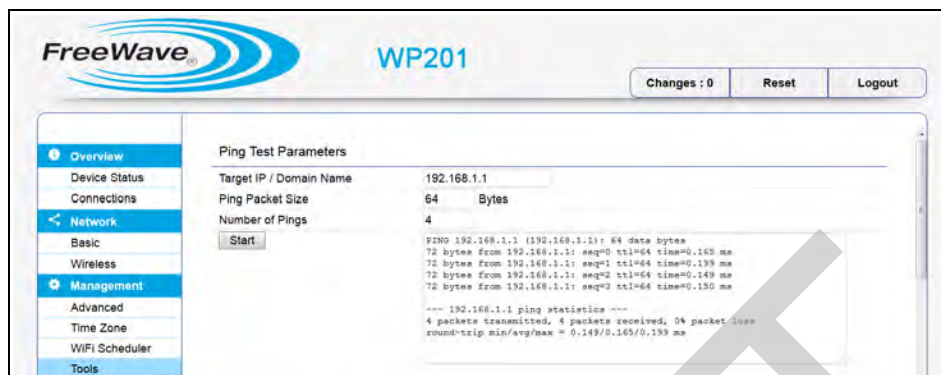 FreeWave®
WP201
Changes : 0 Reset Logout
Overview
Device Status
Connections
Network
Basic
Wireless
Management
Advanced
Time Zone
WiFi Scheduler
Tools
Ping Test Parameters
Target IP / Domain Name 192.168.1.1
Ping Packet Size 64 Bytes
Number of Pings 4
Start
PING 192.168.1.1 (192.168.1.1): 64 data bytes
72 bytes from 192.168.1.1: seq=0 ttl=64 time=0.165 ms
72 bytes from 192.168.1.1: seq=1 ttl=64 time=0.199 ms
72 bytes from 192.168.1.1: seq=2 ttl=64 time=0.149 ms
72 bytes from 192.168.1.1: seq=3 ttl=64 time=0.150 ms
--- 192.168.1.1 ping statistics ---
4 packets transmitted, 4 packets received, 0% packet loss
round-trip min/avg/max = 0.149/0.165/0.199 ms